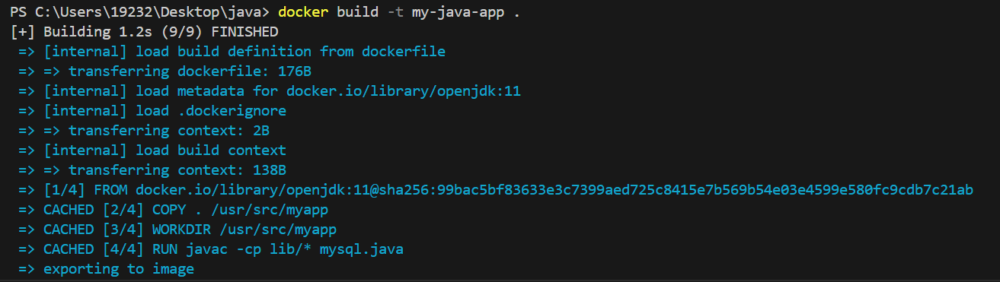 PS C:\Users\19232\Desktop\java> docker build -t my-java-app .
[+] Building 1.2s (9/9) FINISHED
=> [internal] load build definition from dockerfile
=> => transferring dockerfile: 176B
=> [internal] load metadata for docker.io/library/openjdk:11
=> [internal] load .dockerignore
=> => transferring context: 2B
=> [internal] load build context
=> => transferring context: 138B
=> [1/4] FROM docker.io/library/openjdk:11@sha256:99bac5bf83633e3c7399aed725c8415e7b569b54e03e4599e580fc9cdb7c21ab
=> CACHED [2/4] COPY . /usr/src/myapp
=> CACHED [3/4] WORKDIR /usr/src/myapp
=> CACHED [4/4] RUN javac -cp lib/* mysql.java
=> exporting to image